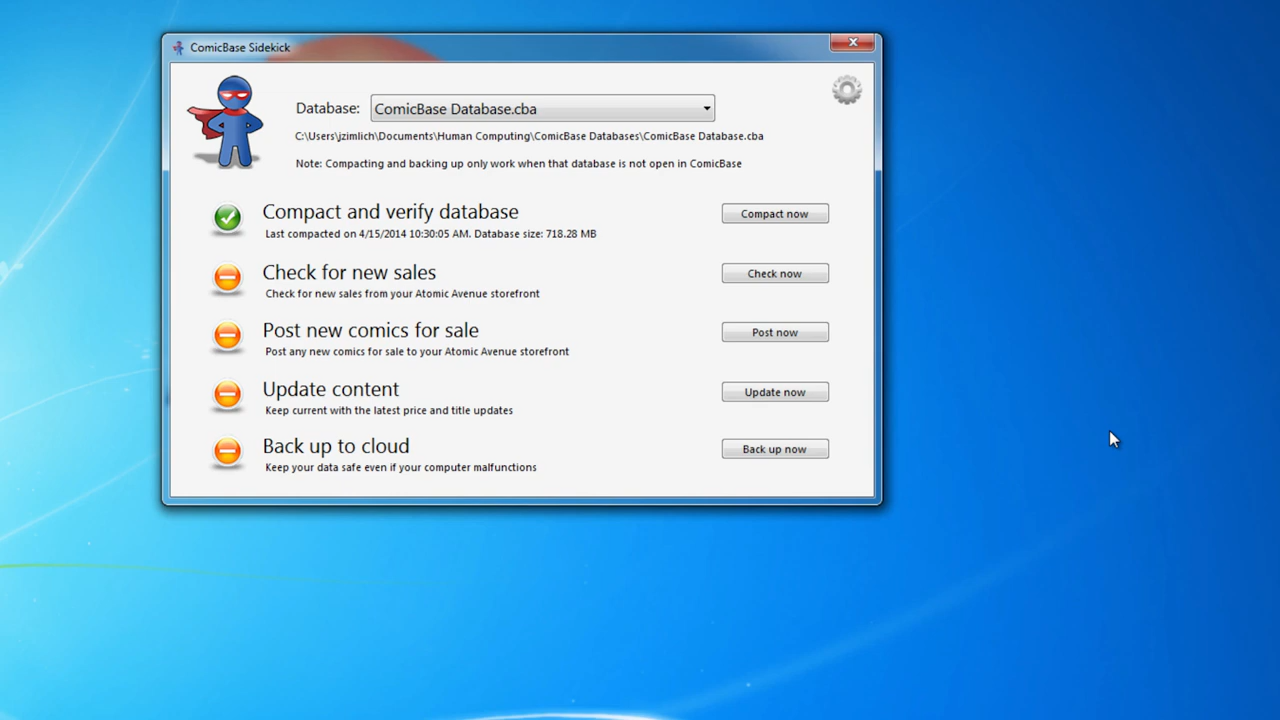 ComicBase Sidekick
Database: ComicBase Database.cba
C:\Users\jzimlich\Documents\Human Computing\ComicBase Databases\ComicBase Database.cba
Note: Compacting and backing up only work when that database is not open in ComicBase
Compact and verify database
Compact now
Last compacted on 4/15/2014 10:30:05 AM. Database size: 718.28 MB
Check for new sales
Check now
Check for new sales from your Atomic Avenue storefront
Post new comics for sale
Post now
Post any new comics for sale to your Atomic Avenue storefront
Update content
Update now
Keep current with the latest price and title updates
Back up to cloud
Back up now
Keep your data safe even if your computer malfunctions